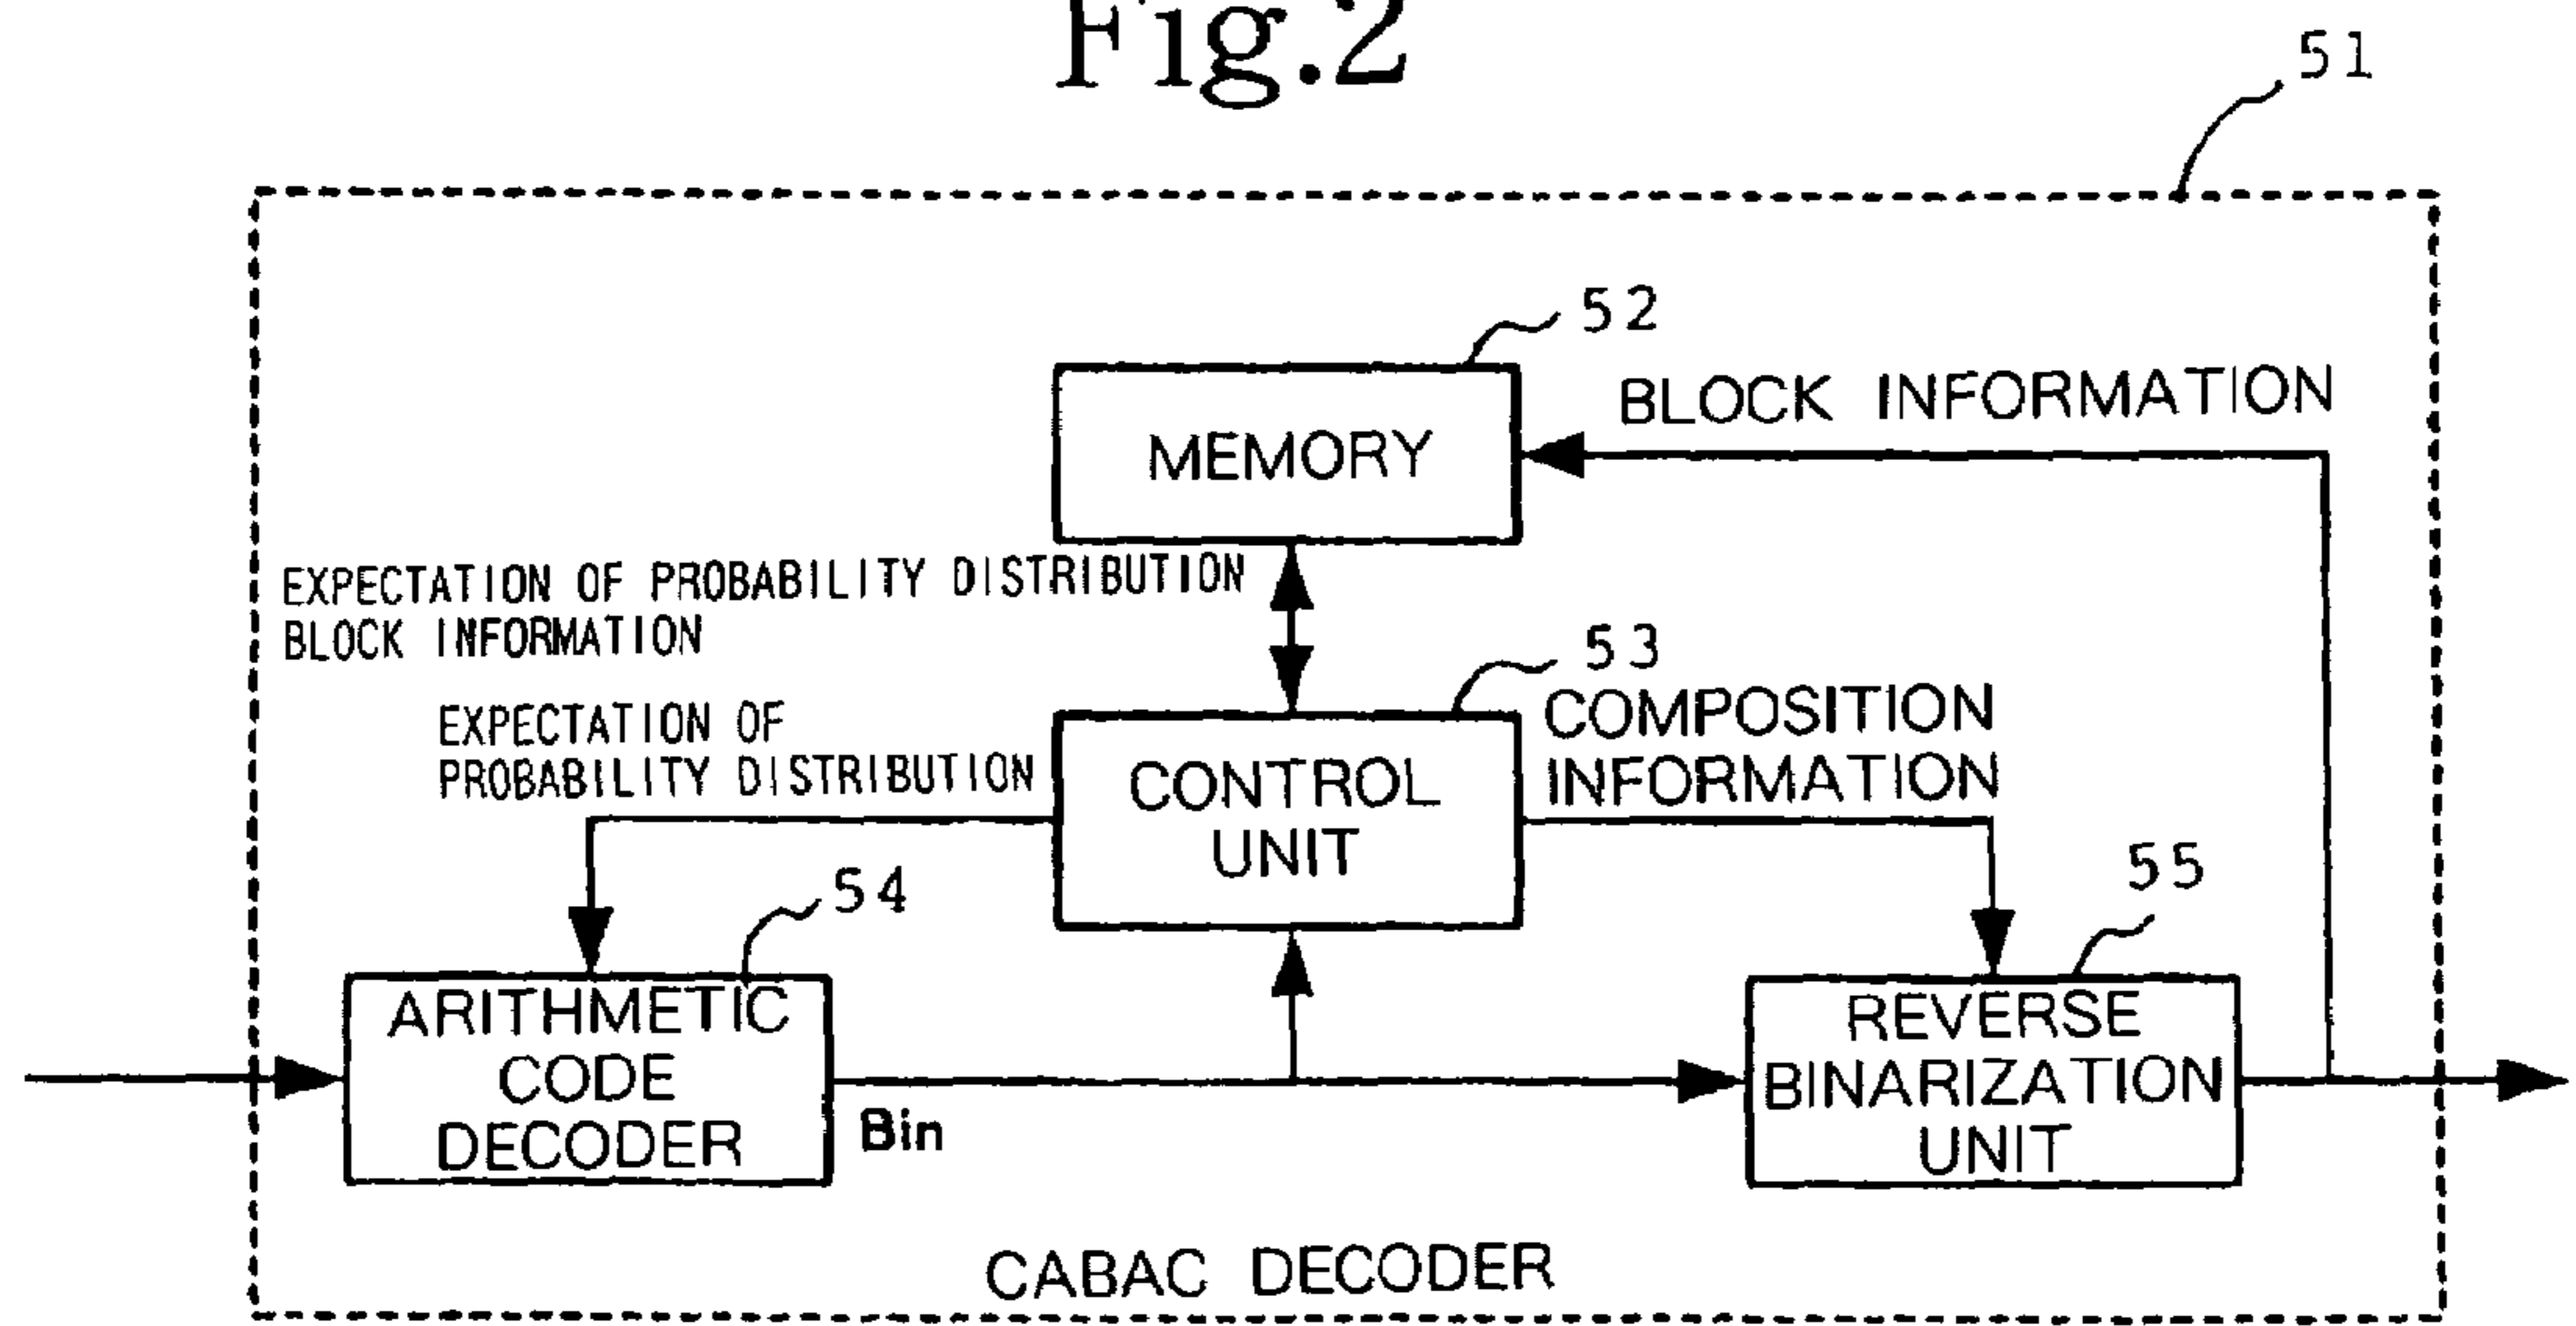 Fig.2
51
52
BLOCK INFORMATION
MEMORY
EXPECTATION OF PROBABILITY DISTRIBUTION
BLOCK INFORMATION
53
COMPOSITION
INFORMATION
EXPECTATION OF
PROBABILITY DISTRIBUTION
CONTROL
UNIT
54
55
ARITHMETIC
CODE
DECODER
Bin
REVERSE
BINARIZATION
UNIT
CABAC DECODER